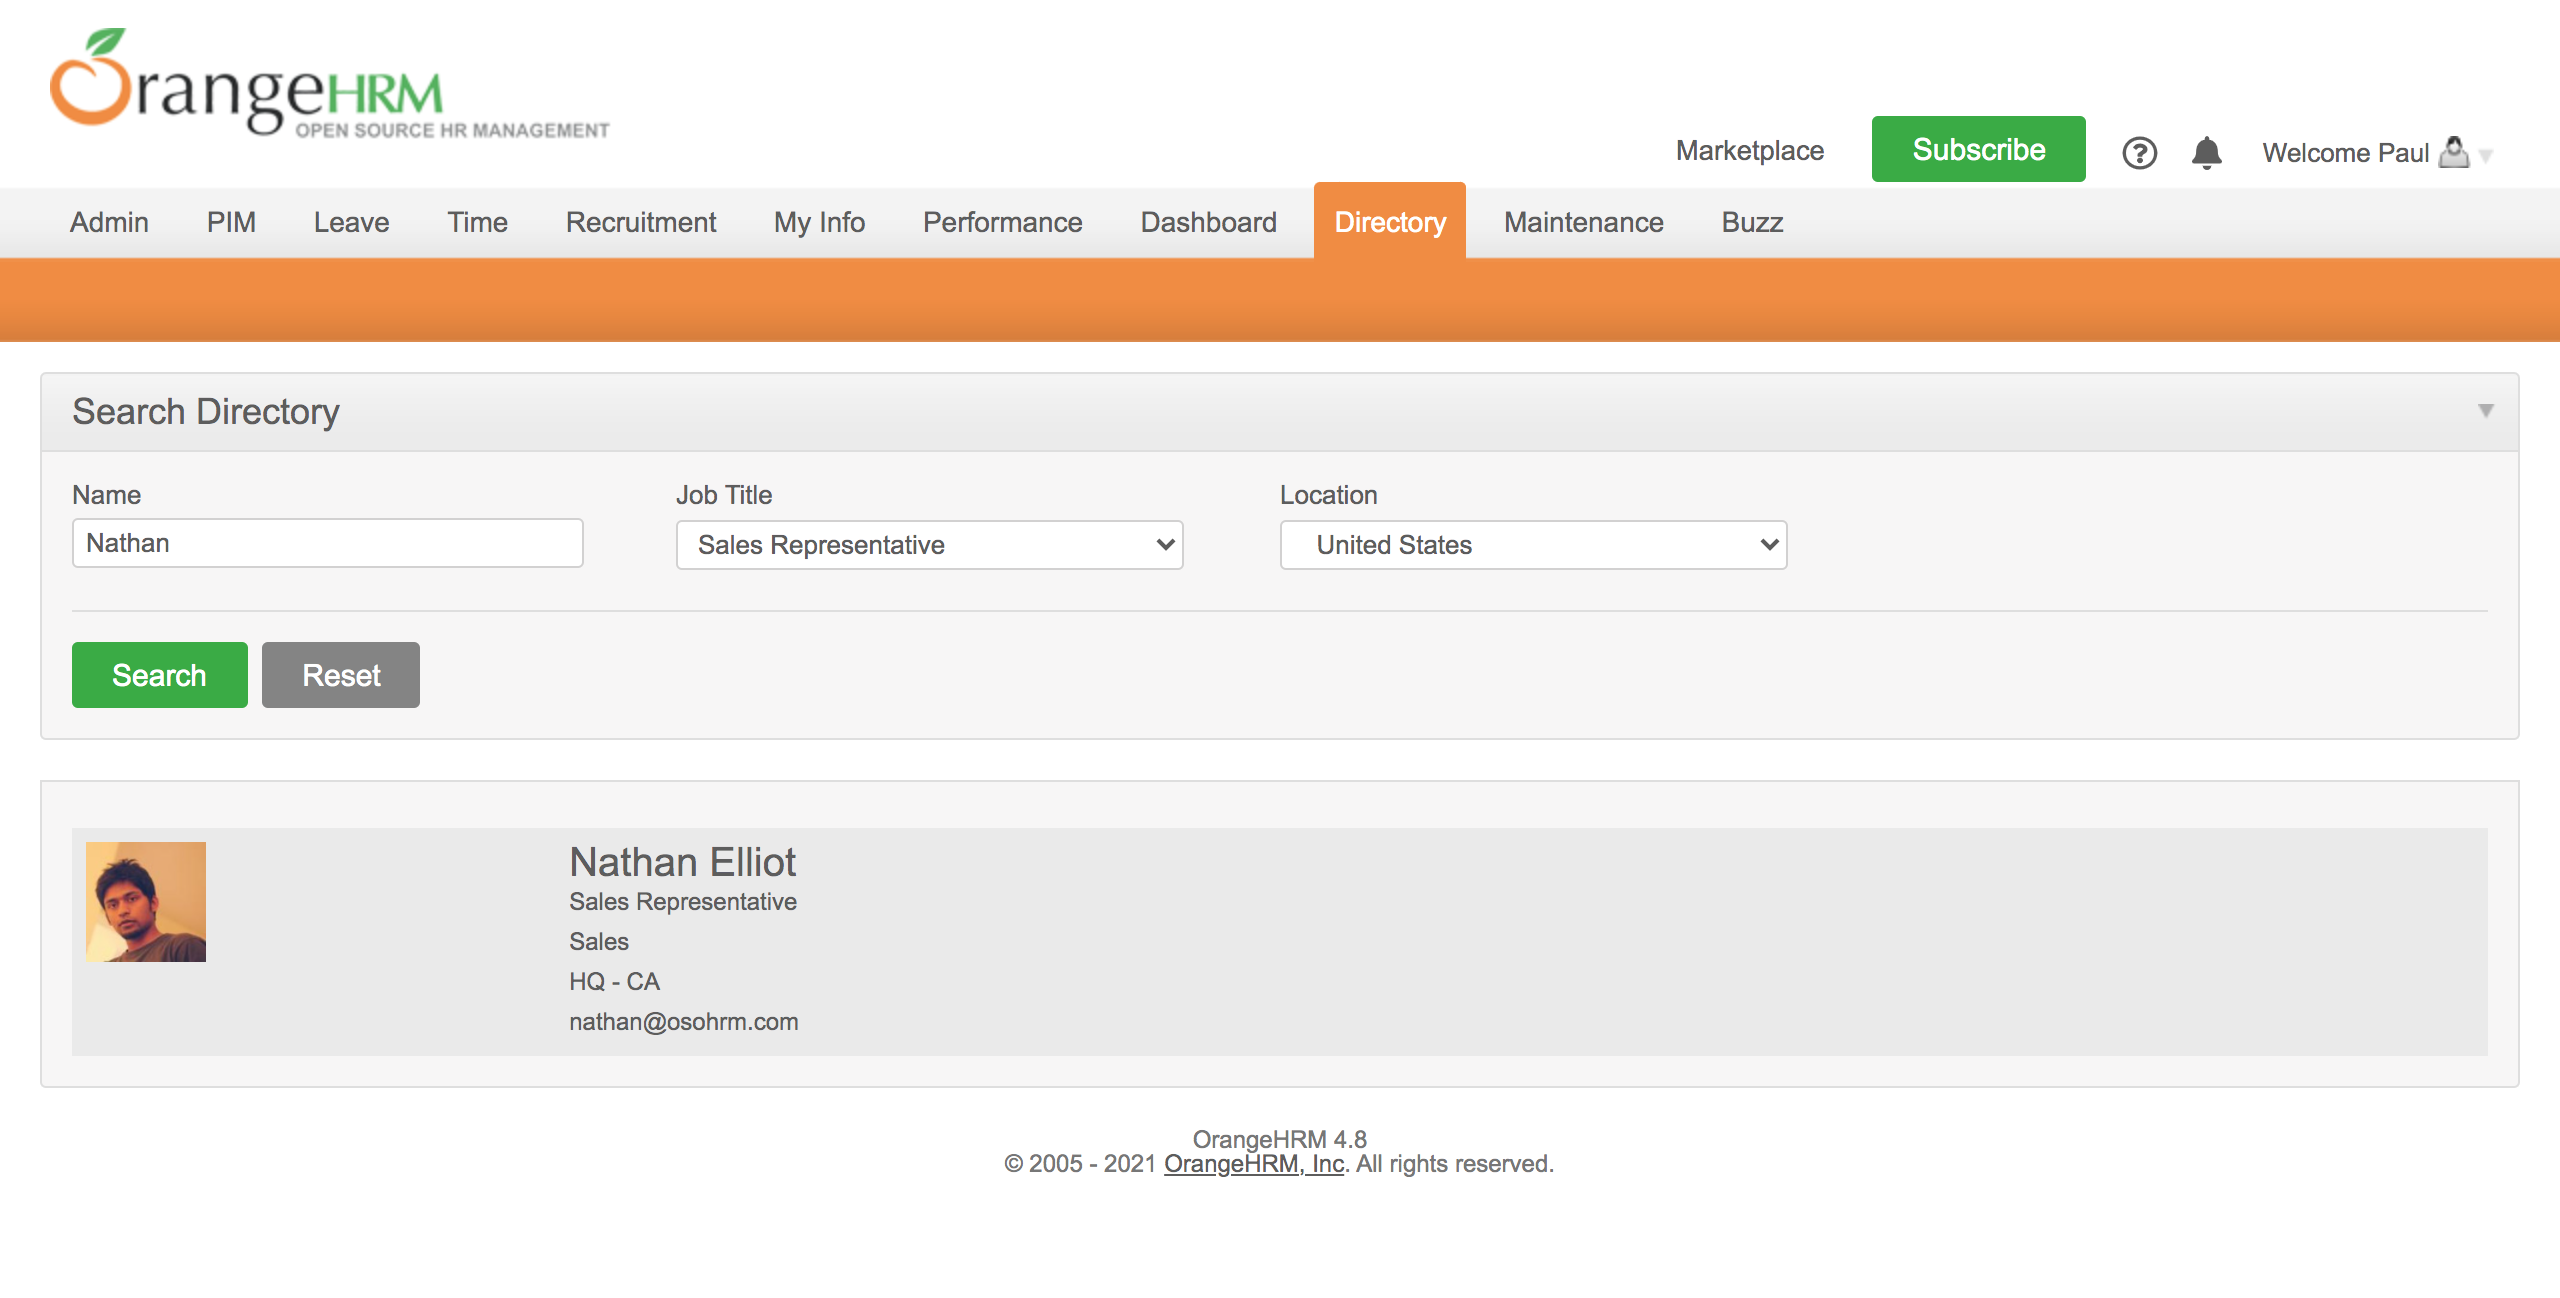 OrangeHRM
OPEN SOURCE HR MANAGEMENT
Marketplace
Subscribe
?
Welcome Paul
Admin
PIM
Leave
Time
Recruitment
My Info
Performance
Dashboard
Directory
Maintenance
Buzz
Search Directory
Name
Job Title
Location
Nathan
Sales Representative
United States
Search
Reset
Nathan Elliot
Sales Representative
Sales
HQ - CA
nathan@osohrm.com
OrangeHRM 4.8
© 2005 - 2021 OrangeHRM, Inc. All rights reserved.